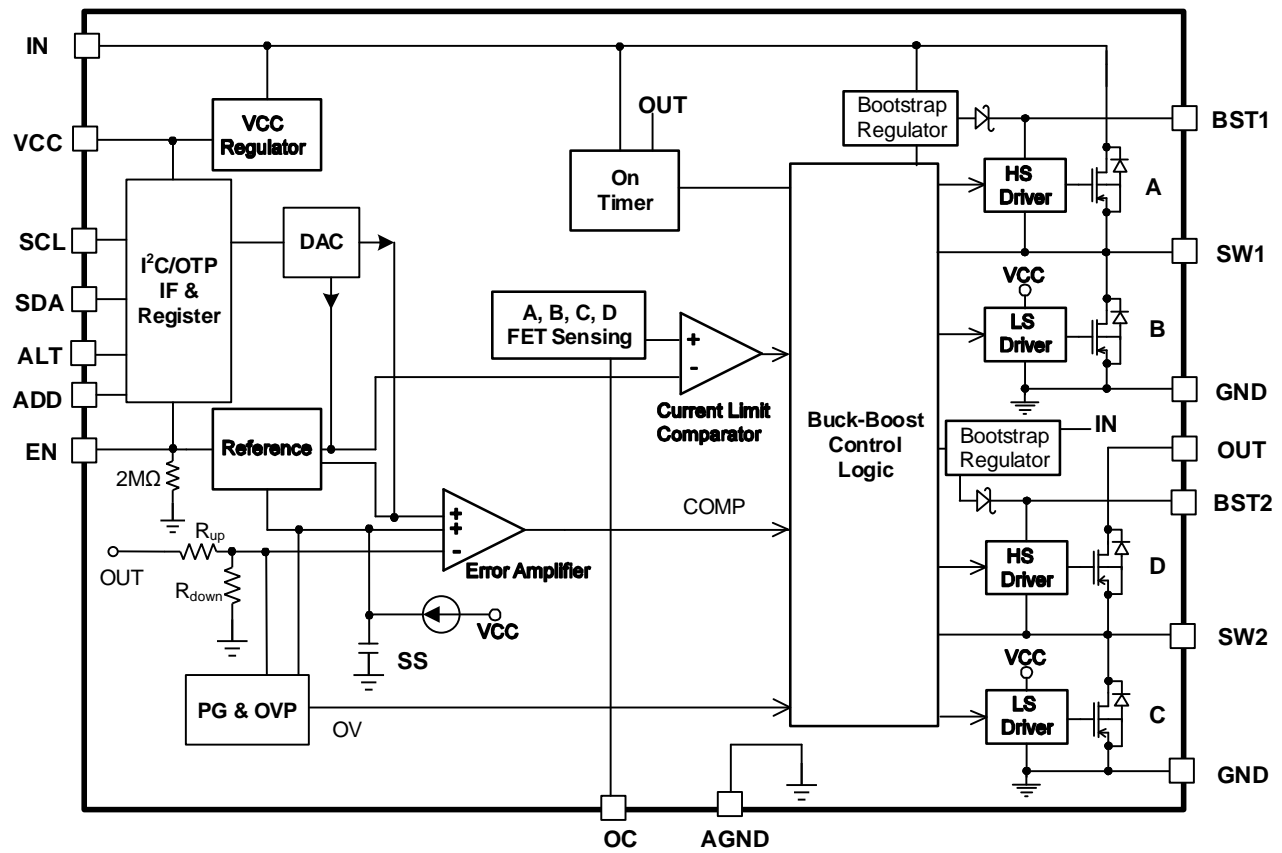 IN
VCC
SCL
SDA
ALT
ADD
EN
VCC
Regulator
I²C/OTP
IF &
Register
DAC
Reference
2MΩ
OUT
Rup
Rdown
PG & OVP
OV
SS
VCC
Error Amplifier
COMP
OUT
On
Timer
A, B, C, D
FET Sensing
+
-
Current Limit
Comparator
+
+
-
Buck-Boost
Control
Logic
Bootstrap
Regulator
HS
Driver
A
VCC
LS
Driver
B
Bootstrap
Regulator
IN
HS
Driver
D
VCC
LS
Driver
C
BST1
SW1
GND
OUT
BST2
SW2
GND
OC
AGND